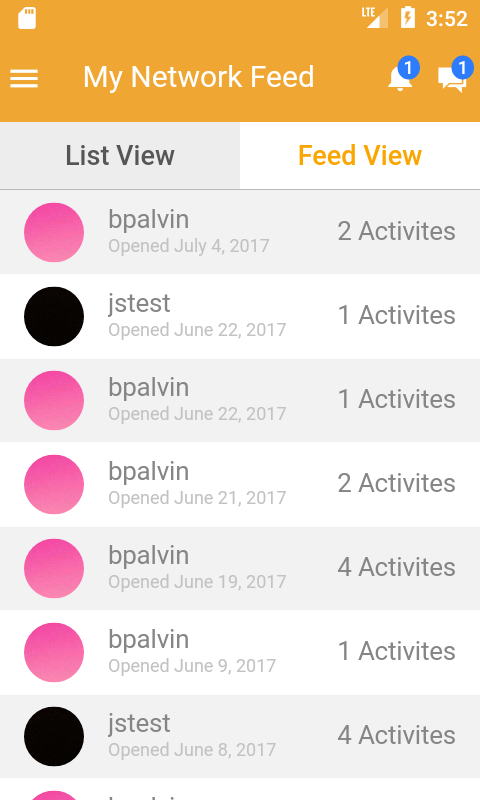 LTE 3:52
My Network Feed 1 1
List View Feed View
bpalvin
Opened July 4, 2017
2 Activites
jstest
Opened June 22, 2017
1 Activites
bpalvin
Opened June 22, 2017
1 Activites
bpalvin
Opened June 21, 2017
2 Activites
bpalvin
Opened June 19, 2017
4 Activites
bpalvin
Opened June 9, 2017
1 Activites
jstest
Opened June 8, 2017
4 Activites